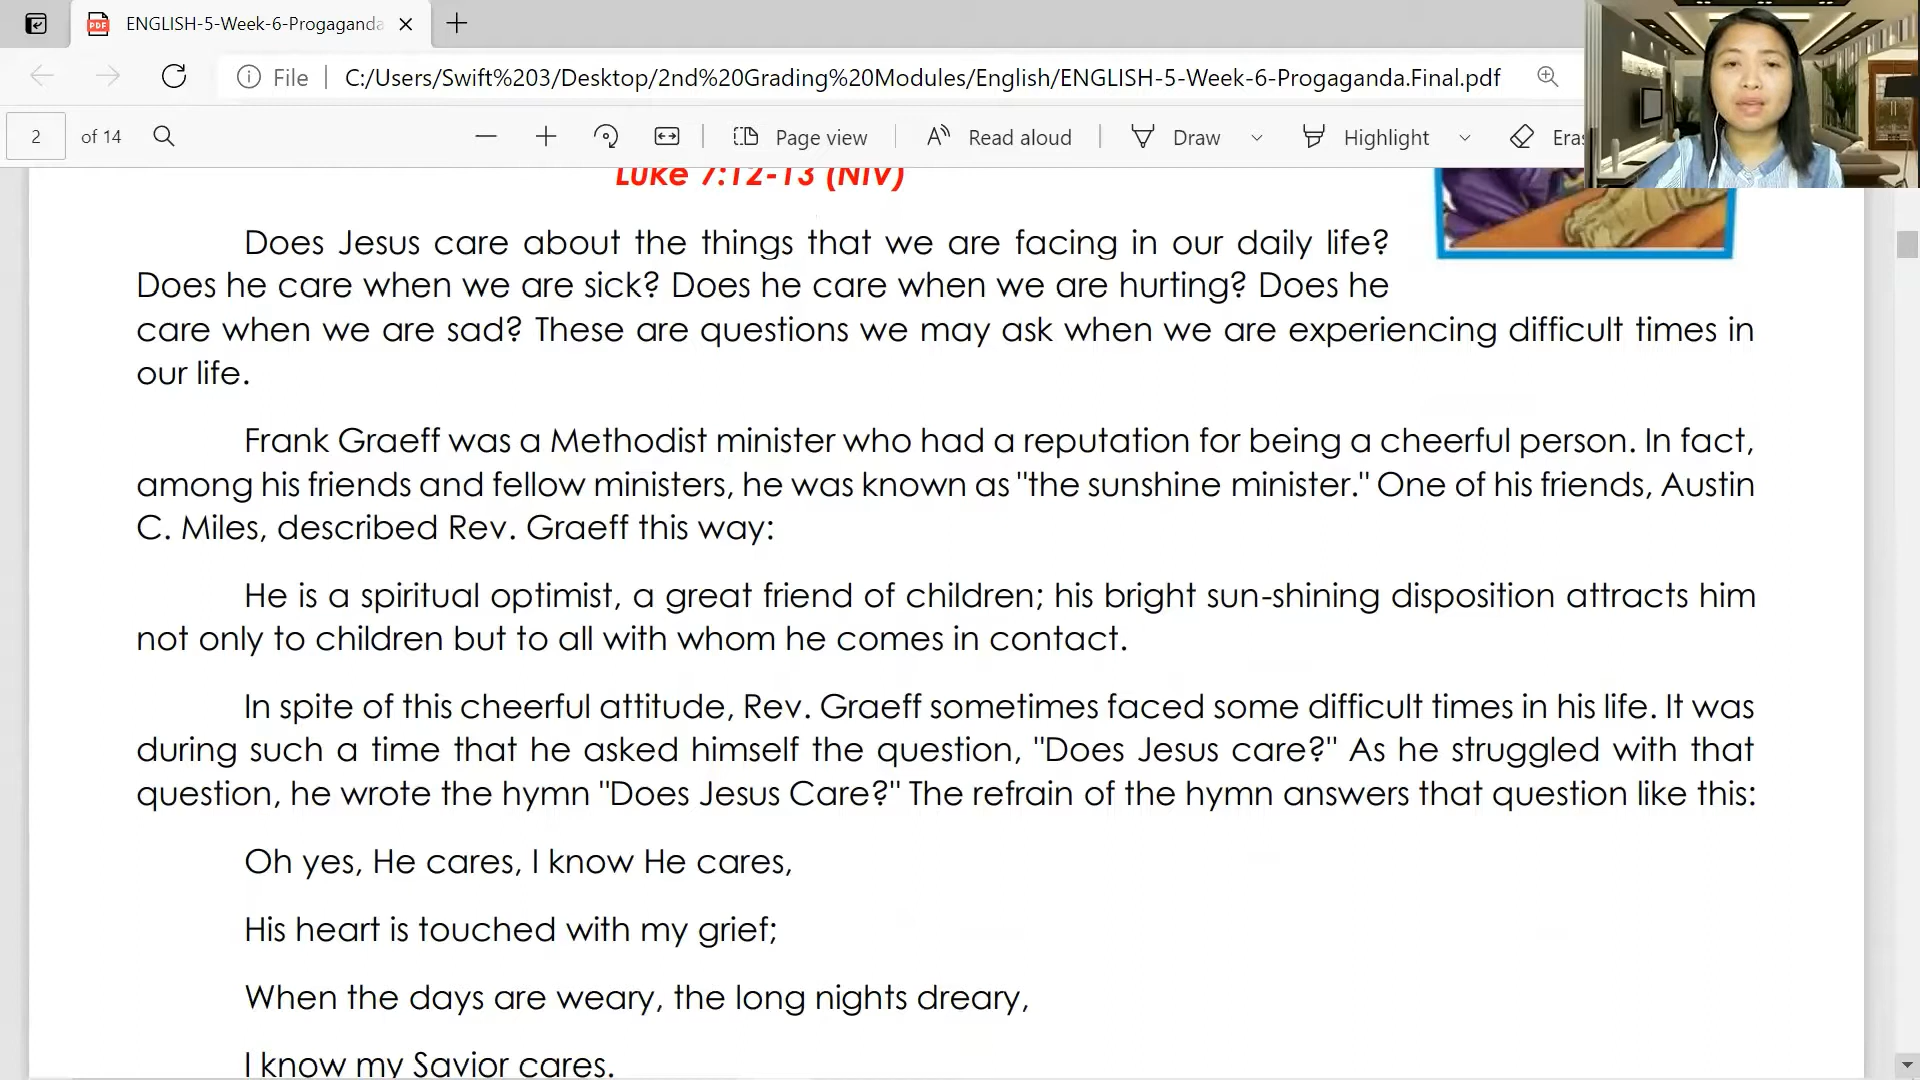 ENGLISH-5-Week-6-Progaganda
File
C:/Users/Swift%203/Desktop/2nd%20Grading%20Modules/English/ENGLISH-5-Week-6-Progaganda.Final.pdf
2 of 14 Page view Read aloud Draw Highlight Eras
Luke 7:12-13 (NIV)
Does Jesus care about the things that we are facing in our daily life?
Does he care when we are sick? Does he care when we are hurting? Does he
care when we are sad? These are questions we may ask when we are experiencing difficult times in
our life.
Frank Graeff was a Methodist minister who had a reputation for being a cheerful person. In fact,
among his friends and fellow ministers, he was known as "the sunshine minister." One of his friends, Austin
C. Miles, described Rev. Graeff this way:
He is a spiritual optimist, a great friend of children; his bright sun-shining disposition attracts him
not only to children but to all with whom he comes in contact.
In spite of this cheerful attitude, Rev. Graeff sometimes faced some difficult times in his life. It was
during such a time that he asked himself the question, "Does Jesus care?" As he struggled with that
question, he wrote the hymn "Does Jesus Care?" The refrain of the hymn answers that question like this:
Oh yes, He cares, I know He cares,
His heart is touched with my grief;
When the days are weary, the long nights dreary,
I know my Savior cares.